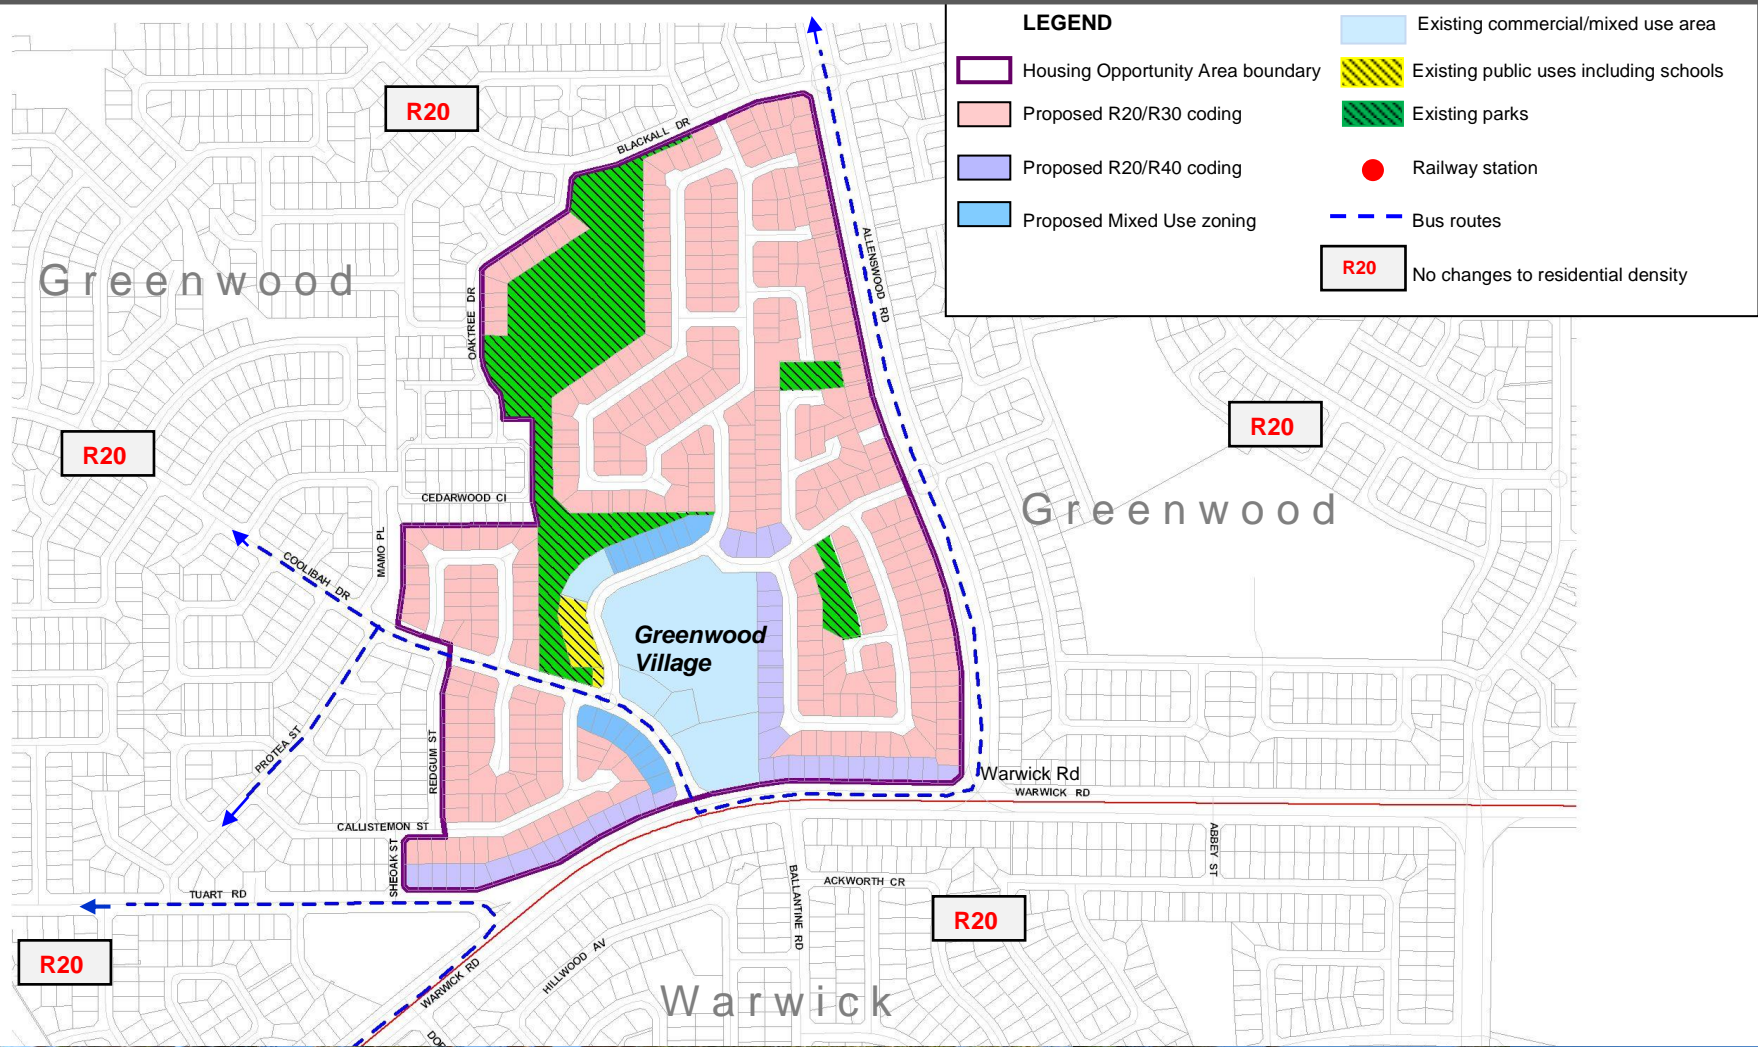 LEGEND
Housing Opportunity Area boundary
Proposed R20/R30 coding
Proposed R20/R40 coding
Proposed Mixed Use zoning
Existing commercial/mixed use area
Existing public uses including schools
Existing parks
Railway station
Bus routes
R20
No changes to residential density
R20
BLACKALL DR
ALLENSWOOD RD
Greenwood
OAKTREE DR
R20
R20
CEDARWOOD CI
Greenwood
MAMO PL
COOLIBAH DR
Greenwood
Village
PROTEA ST
REDGUM ST
Warwick Rd
WARWICK RD
CALLISTEMON ST
SHEOAK ST
ABBEY ST
TUART RD
BALLANTINE RD
ACKWORTH CR
R20
R20
HILLWOOD AV
WARWICK RD
Warwick